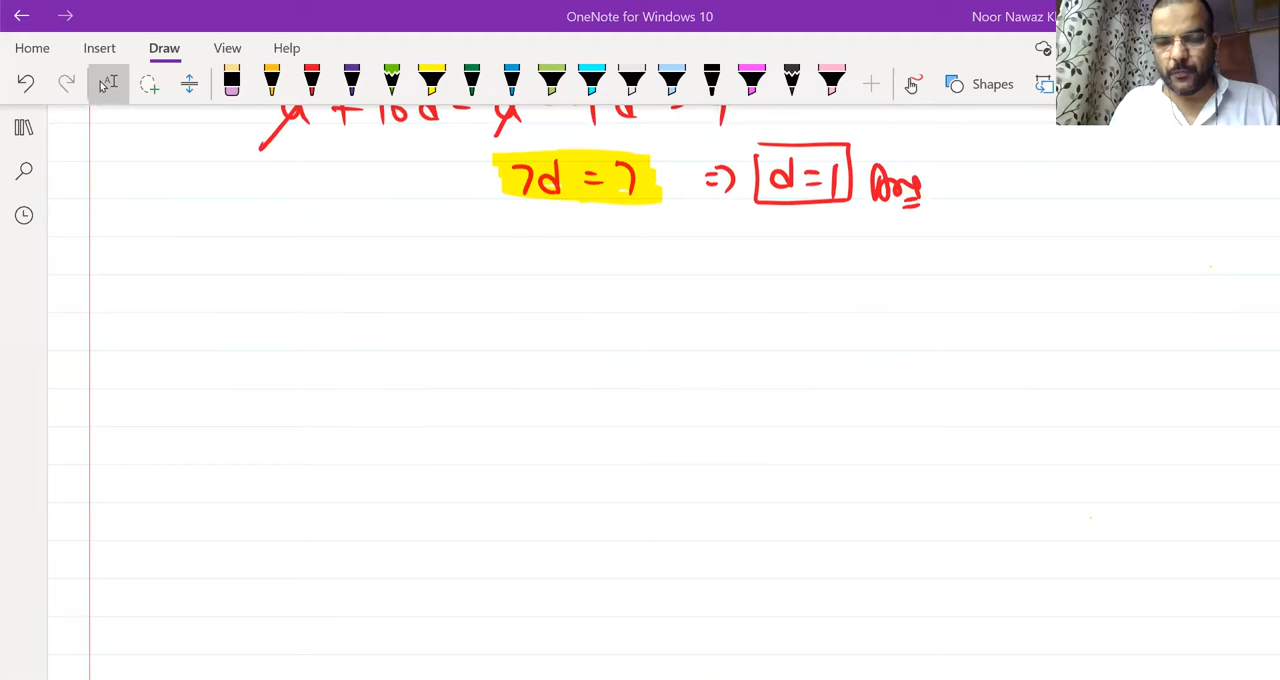 OneNote for Windows 10
Noor Nawaz
Home Insert Draw View Help
Shapes
7d = 7 => d = 1 Ans